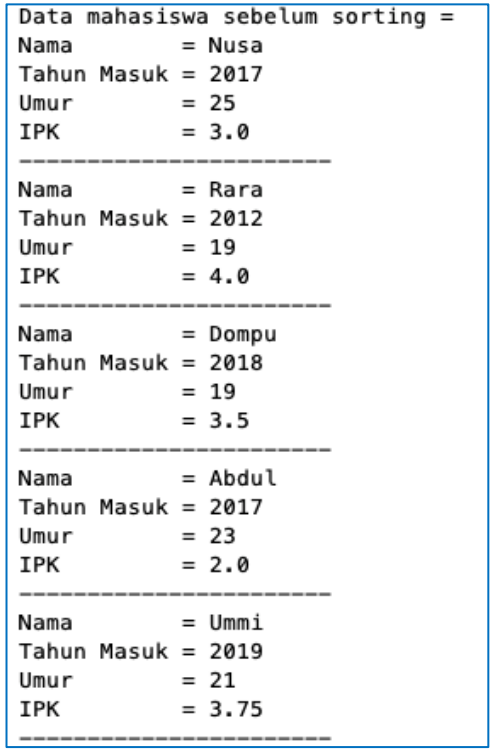 Data mahasiswa sebelum sorting =
Nama        = Nusa
Tahun Masuk = 2017
Umur        = 25
IPK         = 3.0
-----------------------
Nama        = Rara
Tahun Masuk = 2012
Umur        = 19
IPK         = 4.0
-----------------------
Nama        = Dompu
Tahun Masuk = 2018
Umur        = 19
IPK         = 3.5
-----------------------
Nama        = Abdul
Tahun Masuk = 2017
Umur        = 23
IPK         = 2.0
-----------------------
Nama        = Ummi
Tahun Masuk = 2019
Umur        = 21
IPK         = 3.75
-----------------------